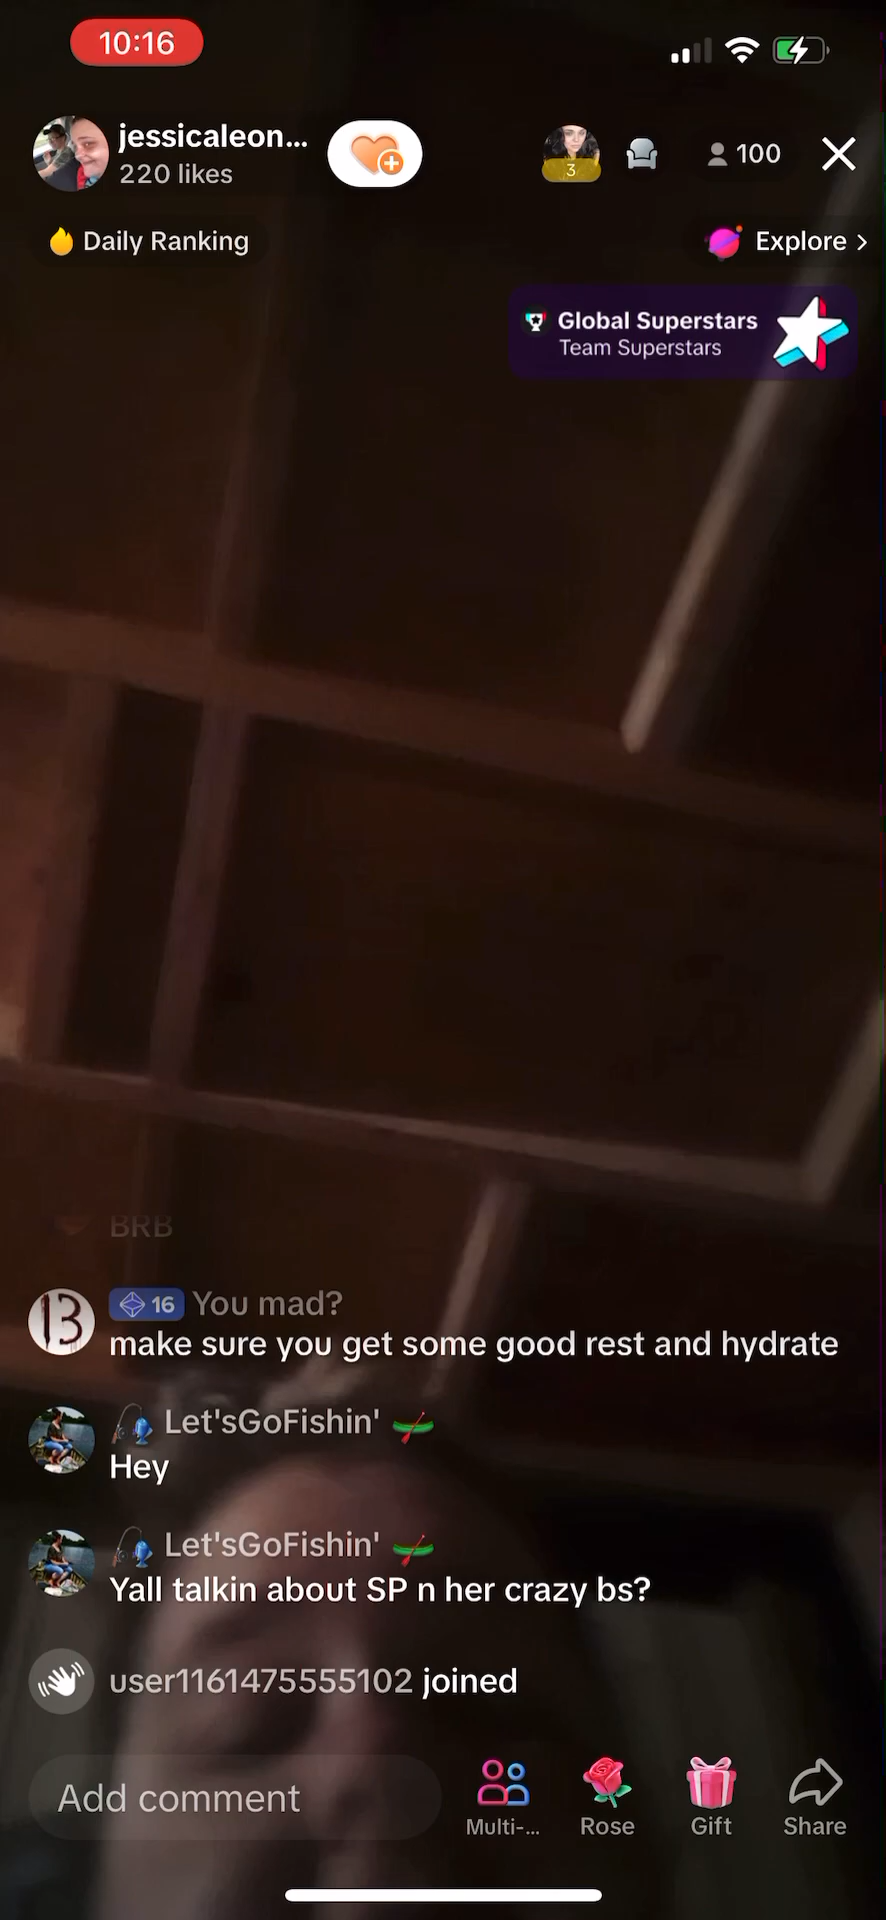 10:16
jessicaleon...
220 likes
3
100
Daily Ranking
Explore >
Global Superstars
Team Superstars
BRB
13
16 You mad?
make sure you get some good rest and hydrate
Let'sGoFishin'
Hey
Let'sGoFishin'
Yall talkin about SP n her crazy bs?
user1161475555102 joined
Add comment
Multi-...
Rose
Gift
Share